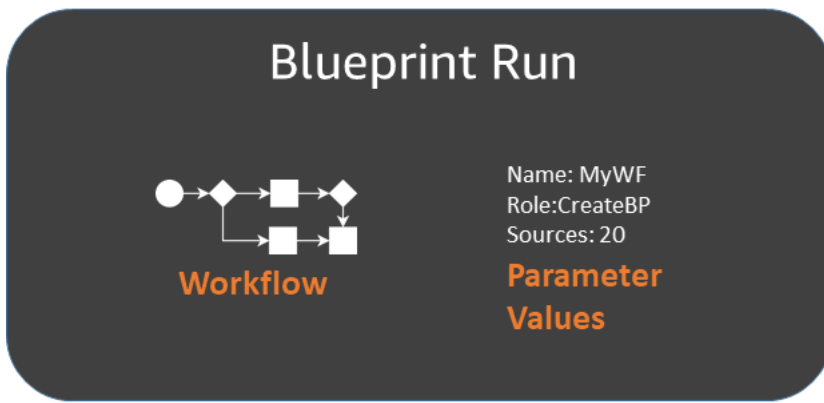 Blueprint Run
Workflow
Name: MyWF
Role:CreateBP
Sources: 20
Parameter
Values